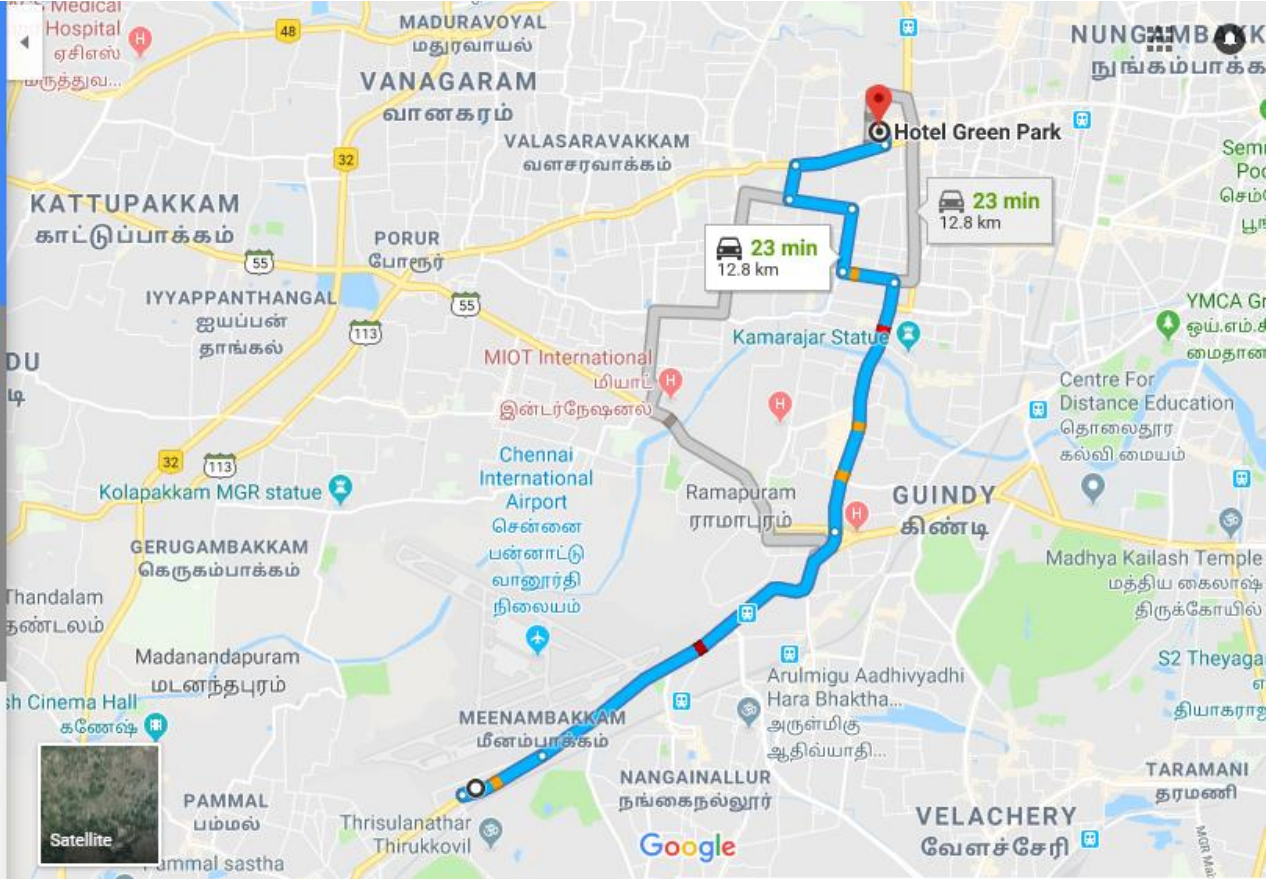 Medical
Hospital
ஏசிஎஸ்
மருத்துவ...
48
MADURAVOYAL
மதுரவாயல்
VANAGARAM
வானகரம்
VALASARAVAKKAM
வளசரவாக்கம்
நுங்கம்பாக்க
Hotel Green Park
32
KATTUPAKKAM
காட்டுப்பாக்கம்
PORUR
போரூர்
55
23 min
12.8 km
23 min
12.8 km
IYYAPPANTHANGAL
ஐயப்பன்
தாங்கல்
55
113
Kamarajar Statue
YMCA Gr
ஒய்.எம்.சி
மைதான
DU
டி
MIOT International
மியாட்
இன்டர்நேஷனல்
H
H
H
H
Centre For
Distance Education
தொலைதூர
கல்வி மையம்
Chennai
International
Airport
சென்னை
பன்னாட்டு
வானூர்தி
நிலையம்
32
113
Kolapakkam MGR statue
Ramapuram
ராமாபுரம்
GUINDY
கிண்டி
GERUGAMBAKKAM
கெருகம்பாக்கம்
Madhya Kailash Temple
மத்திய கைலாஷ்
திருக்கோயில்
Thandalam
தண்டலம்
Madanandapuram
மடனந்தபுரம்
S2 Theyaga
தியாகராஜ
sh Cinema Hall
கணேஷ்
Arulmigu Aadhivyadhi
Hara Bhaktha...
அருள்மிகு
ஆதிவ்யாதி...
MEENAMBAKKAM
மீனம்பாக்கம்
NANGAINALLUR
நங்கைநல்லூர்
TARAMANI
தரமணி
PAMMAL
பம்மல்
Thrisulanathar
Thirukkovil
VELACHERY
வேளச்சேரி
Satellite
Google
Pammal sastha